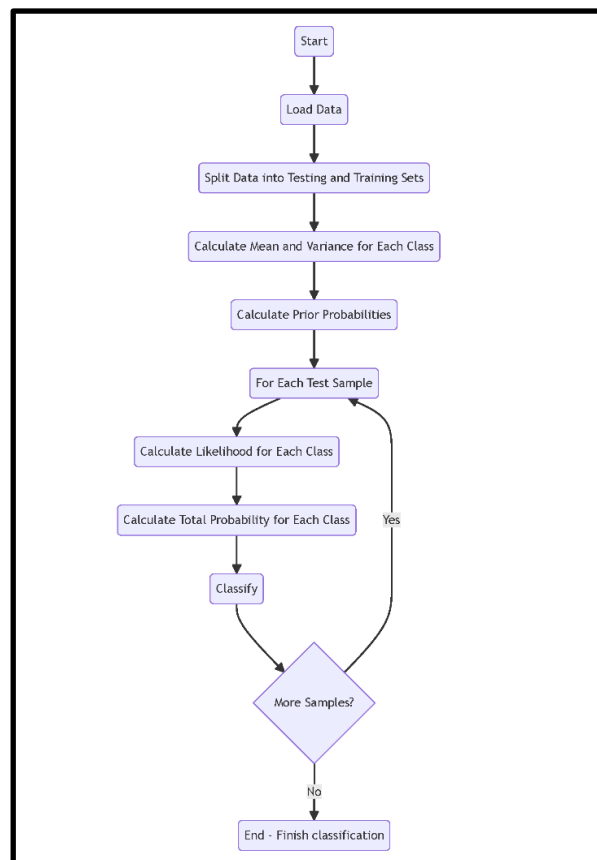 Start
Load Data
Split Data into Testing and Training Sets
Calculate Mean and Variance for Each Class
Calculate Prior Probabilities
For Each Test Sample
Calculate Likelihood for Each Class
Calculate Total Probability for Each Class
Yes
Classify
More Samples?
No
End - Finish classification